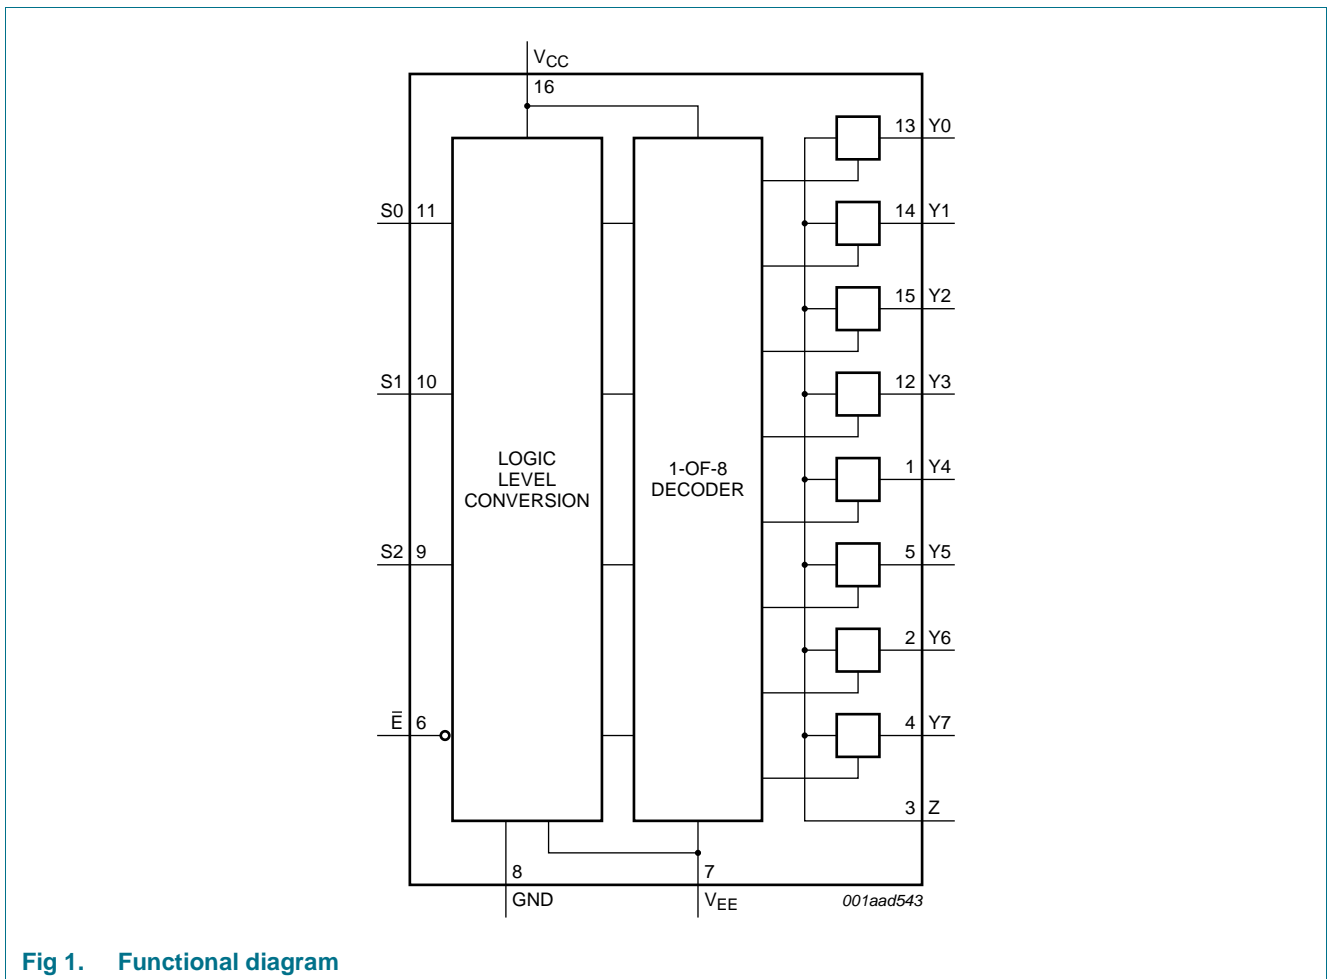 VCC
16
13 Y0
S0 11
14 Y1
15 Y2
S1 10
12 Y3
LOGIC
LEVEL
CONVERSION
1-OF-8
DECODER
1 Y4
S2 9
5 Y5
2 Y6
E̅ 6
4 Y7
3 Z
8
GND
7
VEE
001aad543
Fig 1. Functional diagram